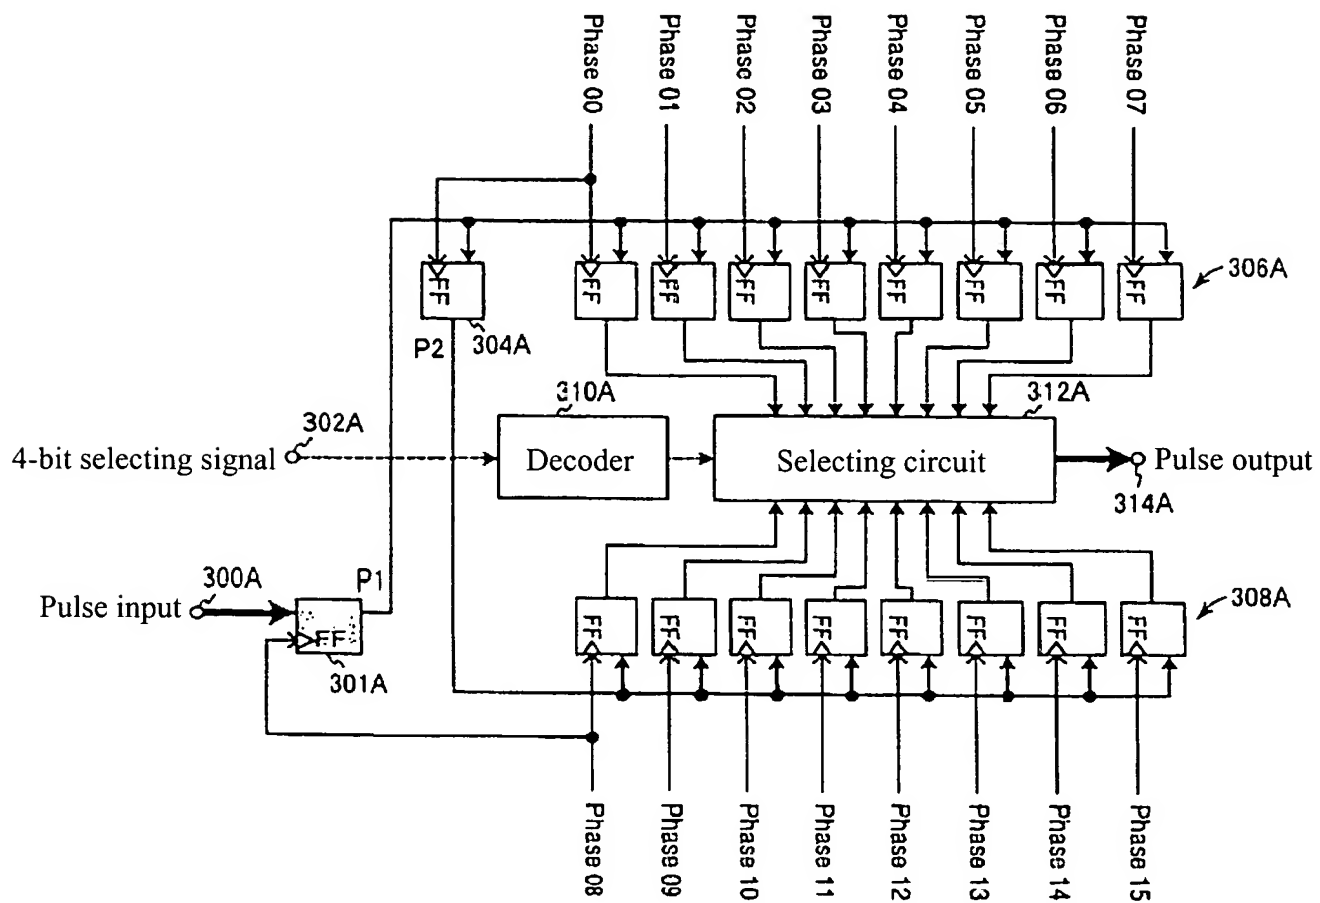 Phase 00
Phase 01
Phase 02
Phase 03
Phase 04
Phase 05
Phase 06
Phase 07
FF
FF
FF
FF
FF
FF
FF
FF
FF
306A
304A
P2
310A
312A
302A
4-bit selecting signal
Decoder
Selecting circuit
Pulse output
314A
P1
300A
Pulse input
FF
301A
FF
FF
FF
FF
FF
FF
FF
FF
308A
Phase 08
Phase 09
Phase 10
Phase 11
Phase 12
Phase 13
Phase 14
Phase 15